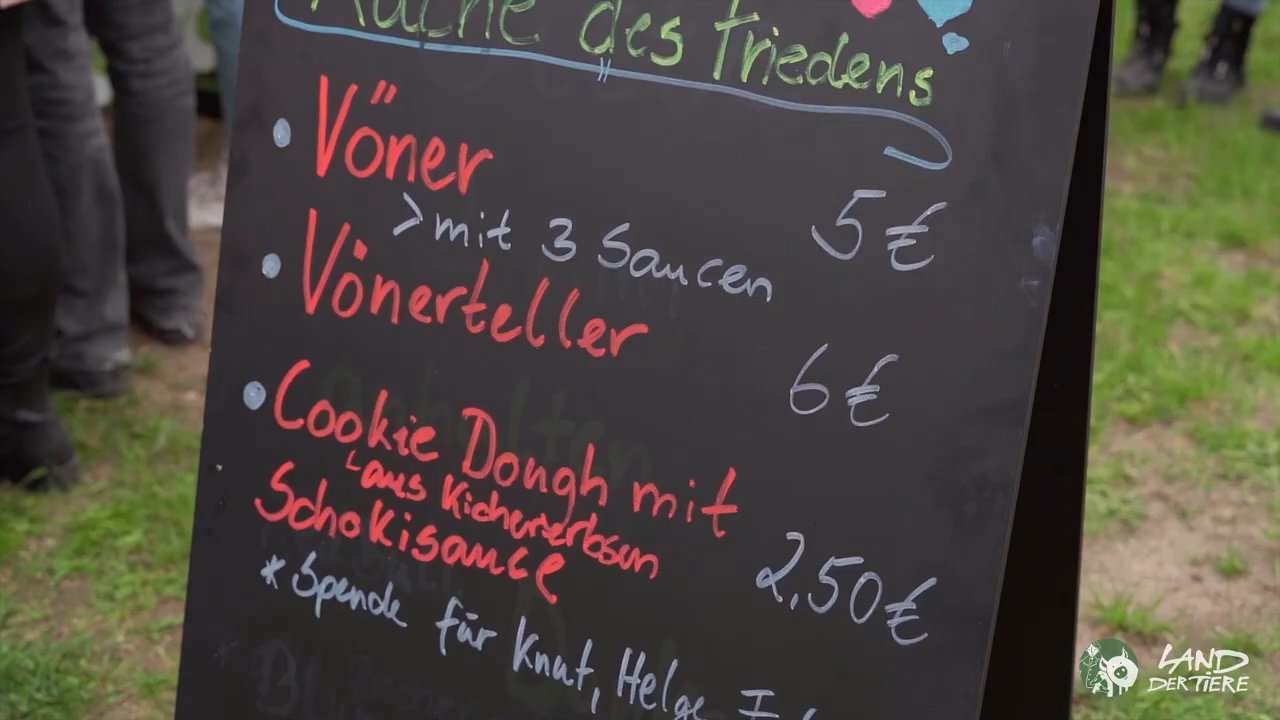 Küche des Friedens
Vöner
>mit 3 Saucen
5€
Vönerteller
6€
Cookie Dough mit
aus Kichererbsen
Schokisauce
2,50€
*Spende für Knut, Helge
LAND
DER TIERE